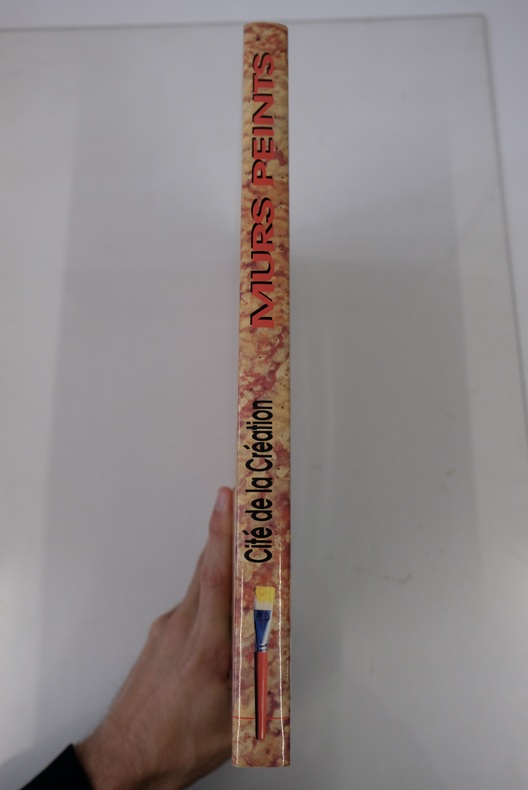 Cité de la Création
MURS PEINTS